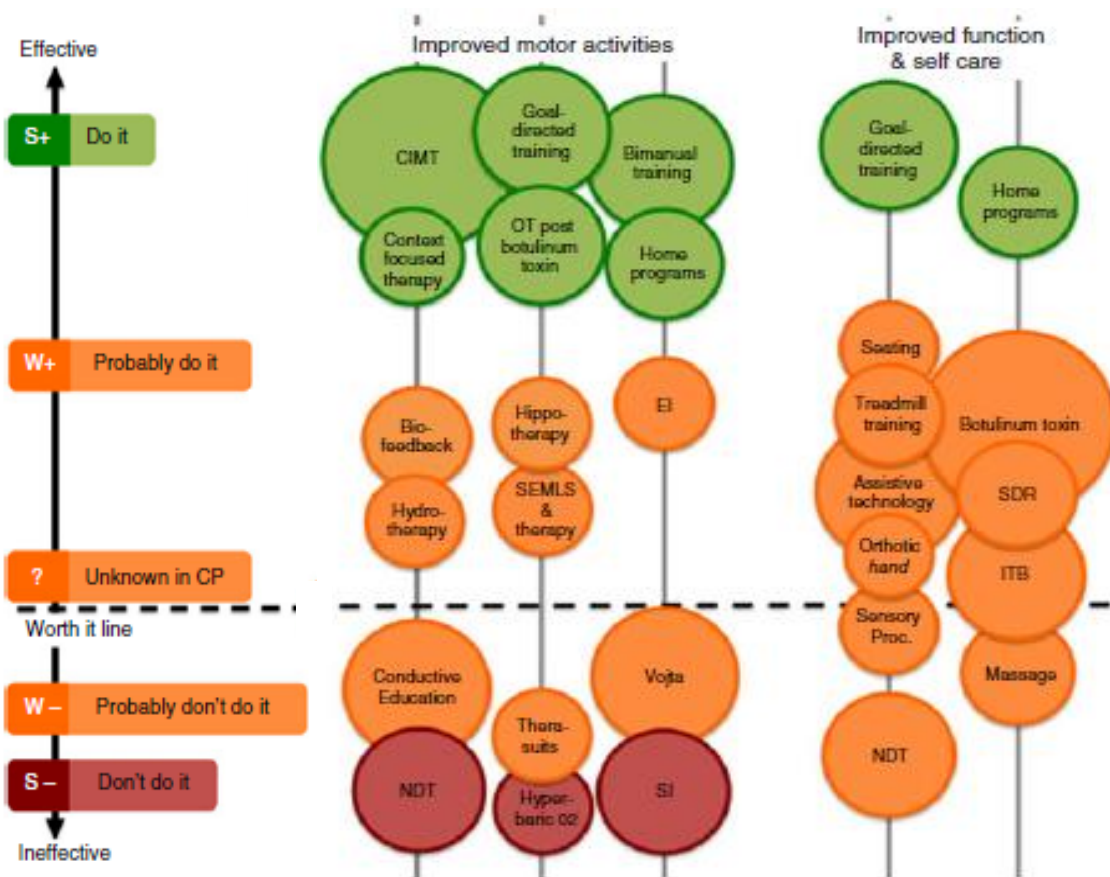 Effective
S+ Do it
W+ Probably do it
? Unknown in CP
Worth it line
W – Probably don't do it
S – Don't do it
Ineffective
Improved motor activities
CIMT
Goal-
directed
training
Bimanual
training
Context
focused
therapy
OT post
botulinum
toxin
Home
programs
Bio-
feedback
Hippo-
therapy
EI
Hydro-
therapy
SEMLS
&
therapy
Conductive
Education
Vojta
Thera-
suits
NDT
Hyper-
baric 02
SI
Improved function
& self care
Goal-
directed
training
Home
programs
Seating
Treadmill
training
Botulinum toxin
Assistive
technology
SDR
Orthotic
hand
ITB
Sensory
Proc.
Massage
NDT